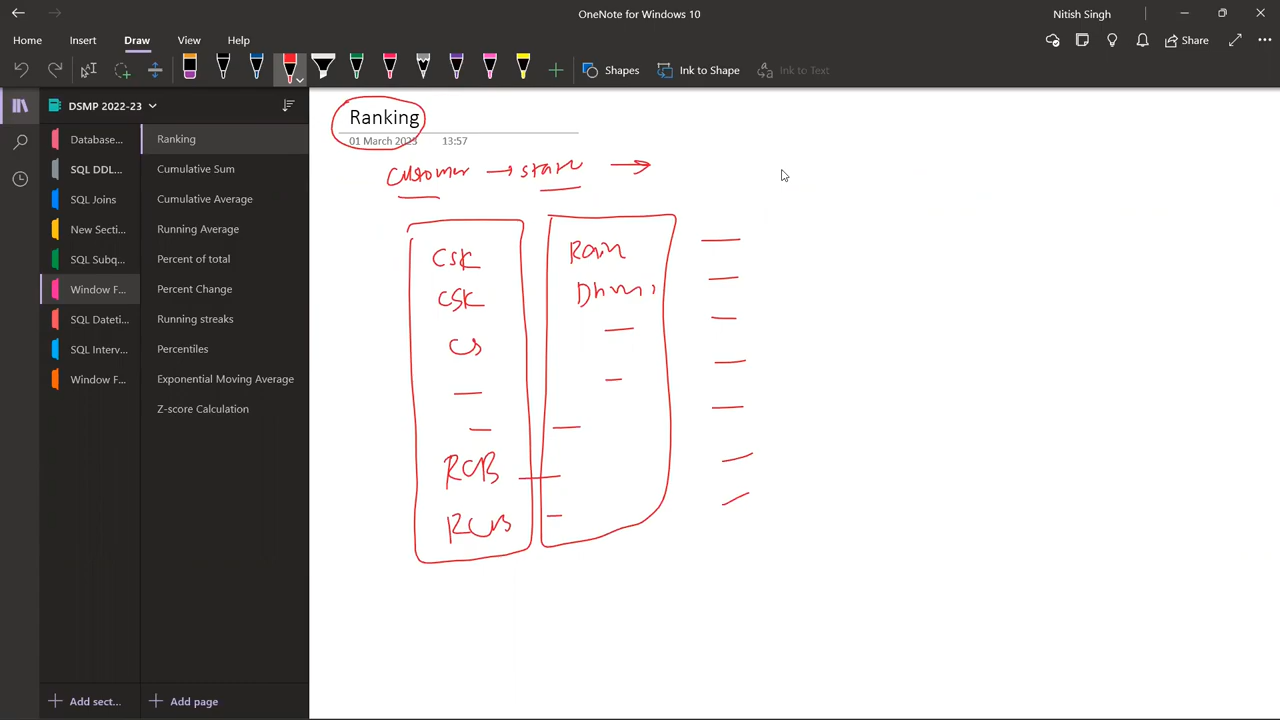 OneNote for Windows 10
Nitish Singh
Home
Insert
Draw
View
Help
Share
Shapes
Ink to Shape
Ink to Text
DSMP 2022-23
Database...
SQL DDL...
SQL Joins
New Secti...
SQL Subq...
Window F...
SQL Dateti...
SQL Interv...
Window F...
Add sect...
Ranking
Cumulative Sum
Cumulative Average
Running Average
Percent of total
Percent Change
Running streaks
Percentiles
Exponential Moving Average
Z-score Calculation
Add page
Ranking
01 March 2023 13:57
Customer → state →
CSK
CSK
CS
RCB
RCB